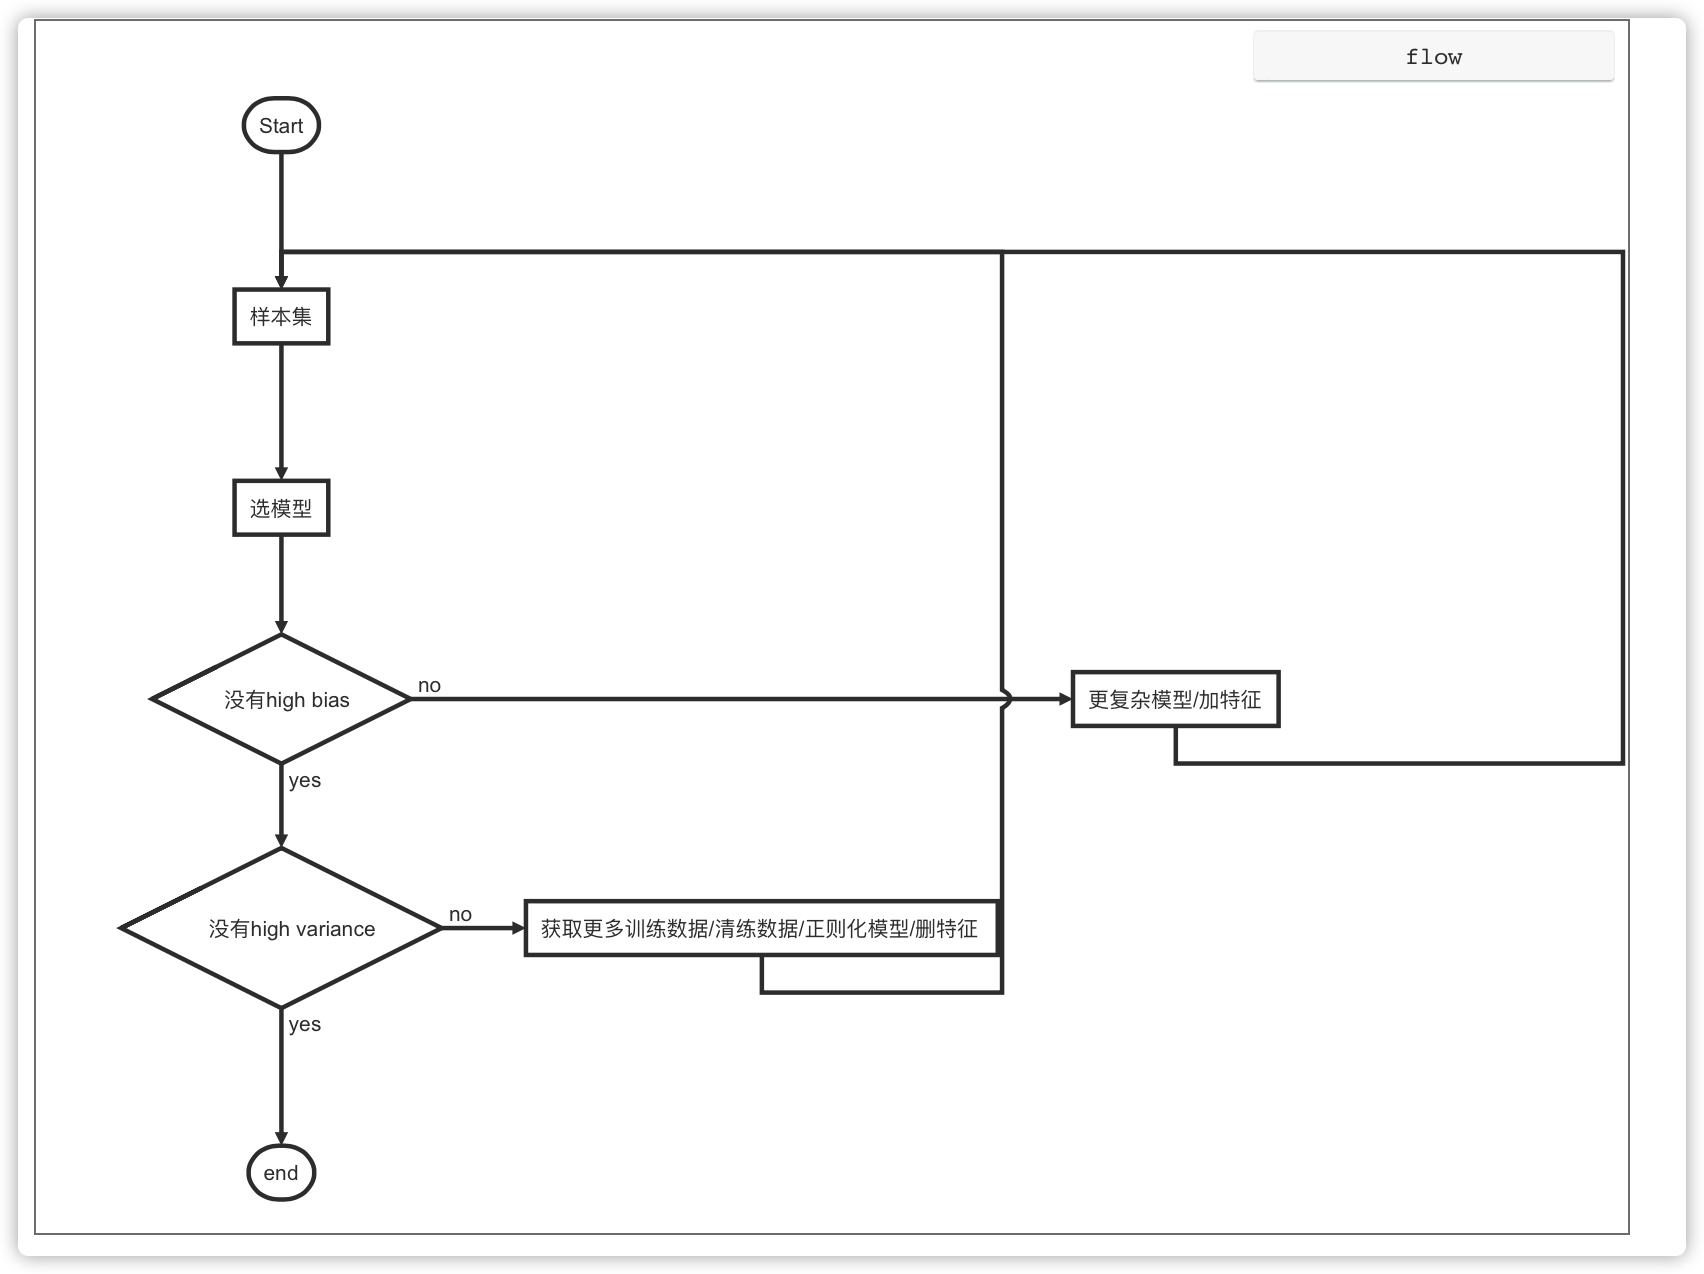 flow
Start
样本集
选模型
没有high bias
no
更复杂模型/加特征
yes
没有high variance
no
获取更多训练数据/清练数据/正则化模型/删特征
yes
end